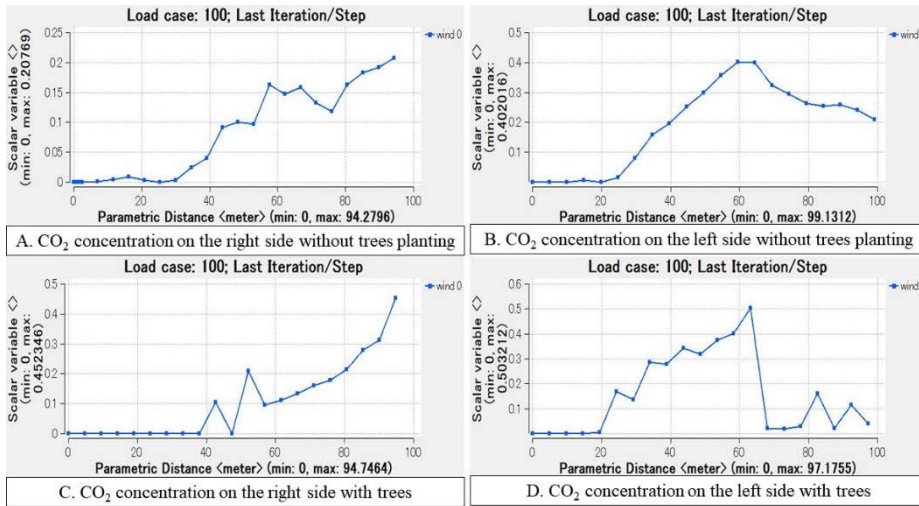 Load case: 100; Last Iteration/Step
Scalar variable <>
(min: 0, max: 0.20769)
0.25
0.2
0.15
0.1
0.05
0
0
20
40
60
80
100
wind 0
Parametric Distance <meter> (min: 0, max: 94.2796)
A. CO₂ concentration on the right side without trees planting
Load case: 100; Last Iteration/Step
Scalar variable <>
(min: 0, max:
0.402016)
0.5
0.4
0.3
0.2
0.1
0
20
40
60
80
100
wind 0
Parametric Distance <meter> (min: 0, max: 99.1312)
B. CO₂ concentration on the left side without trees planting
Load case: 100; Last Iteration/Step
Scalar variable <>
(min: 0, max:
0.452346)
0.5
0.4
0.3
0.2
0.1
0
0
20
40
60
80
100
wind 0
Parametric Distance <meter> (min: 0, max: 94.7464)
C. CO₂ concentration on the right side with trees
Load case: 100; Last Iteration/Step
Scalar variable <>
(min: 0, max:
0.503212)
0.6
0.5
0.4
0.3
0.2
0.1
0
20
40
60
80
100
wind
Parametric Distance <meter> (min: 0, max: 97.1755)
D. CO₂ concentration on the left side with trees